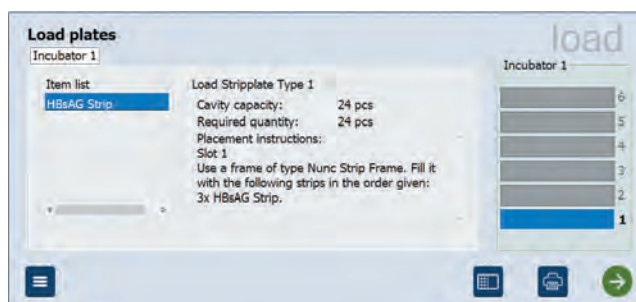 Load plates
load
Incubator 1
Item list
HBsAG Strip
Load Stripplate Type 1
Cavity capacity: 24 pcs
Required quantity: 24 pcs
Placement instructions:
Slot 1
Use a frame of type Nunc Strip Frame. Fill it
with the following strips in the order given:
3x HBsAG Strip.
Incubator 1
6
5
4
3
2
1